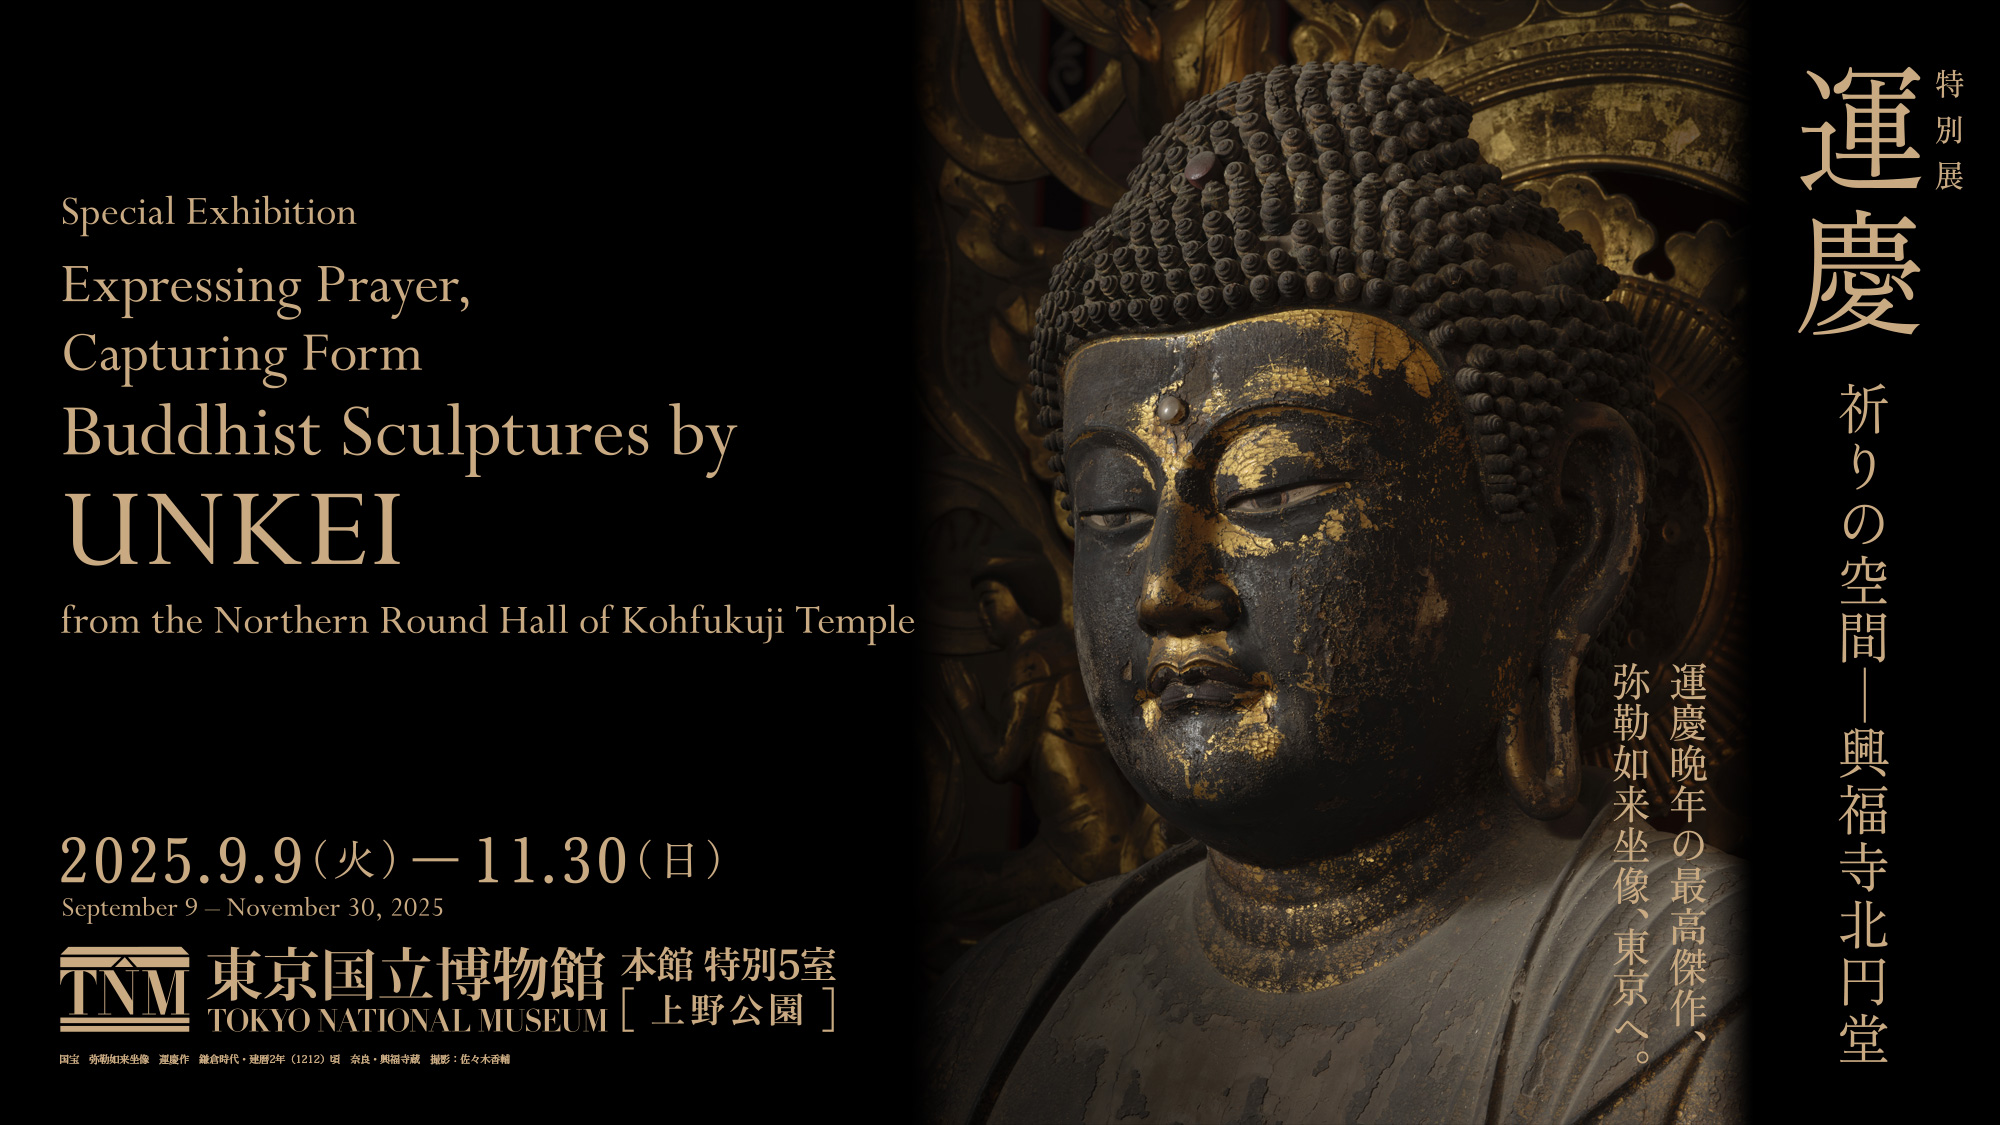 Special Exhibition
Expressing Prayer,
Capturing Form
Buddhist Sculptures by
UNKEI
from the Northern Round Hall of Kohfukuji Temple
2025.9.9（火）— 11.30（日）
September 9 – November 30, 2025
TNM
東京国立博物館
TOKYO NATIONAL MUSEUM
本館 特別5室
[ 上野公園 ]
国宝　弥勒如来坐像　運慶作　鎌倉時代・建暦2年（1212）頃　奈良・興福寺蔵　撮影：佐々木香輔
特別展
運慶
祈りの空間—興福寺北円堂
運慶晩年の最高傑作、
弥勒如来坐像、東京へ。